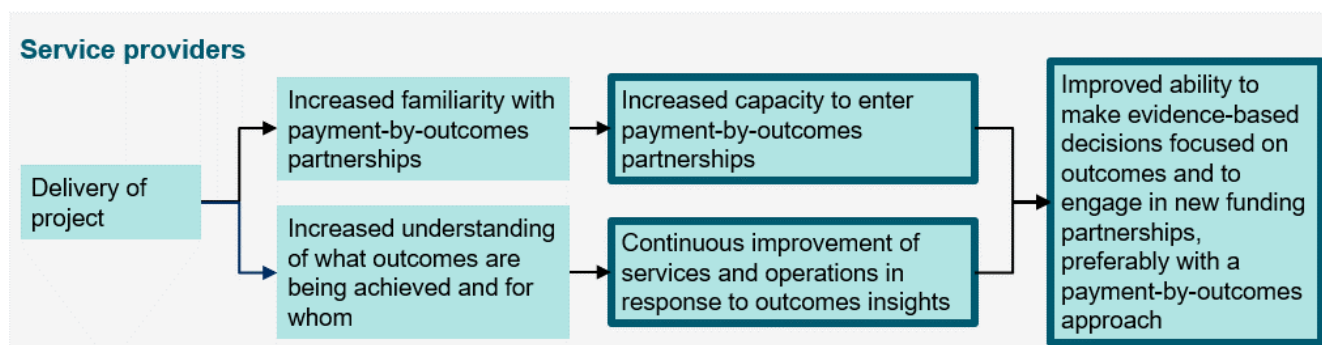 Service providers
Delivery of
project
Increased familiarity with
payment-by-outcomes
partnerships
Increased understanding
of what outcomes are
being achieved and for
whom
Increased capacity to enter
payment-by-outcomes
partnerships
Continuous improvement of
services and operations in
response to outcomes insights
Improved ability to
make evidence-based
decisions focused on
outcomes and to
engage in new funding
partnerships,
preferably with a
payment-by-outcomes
approach